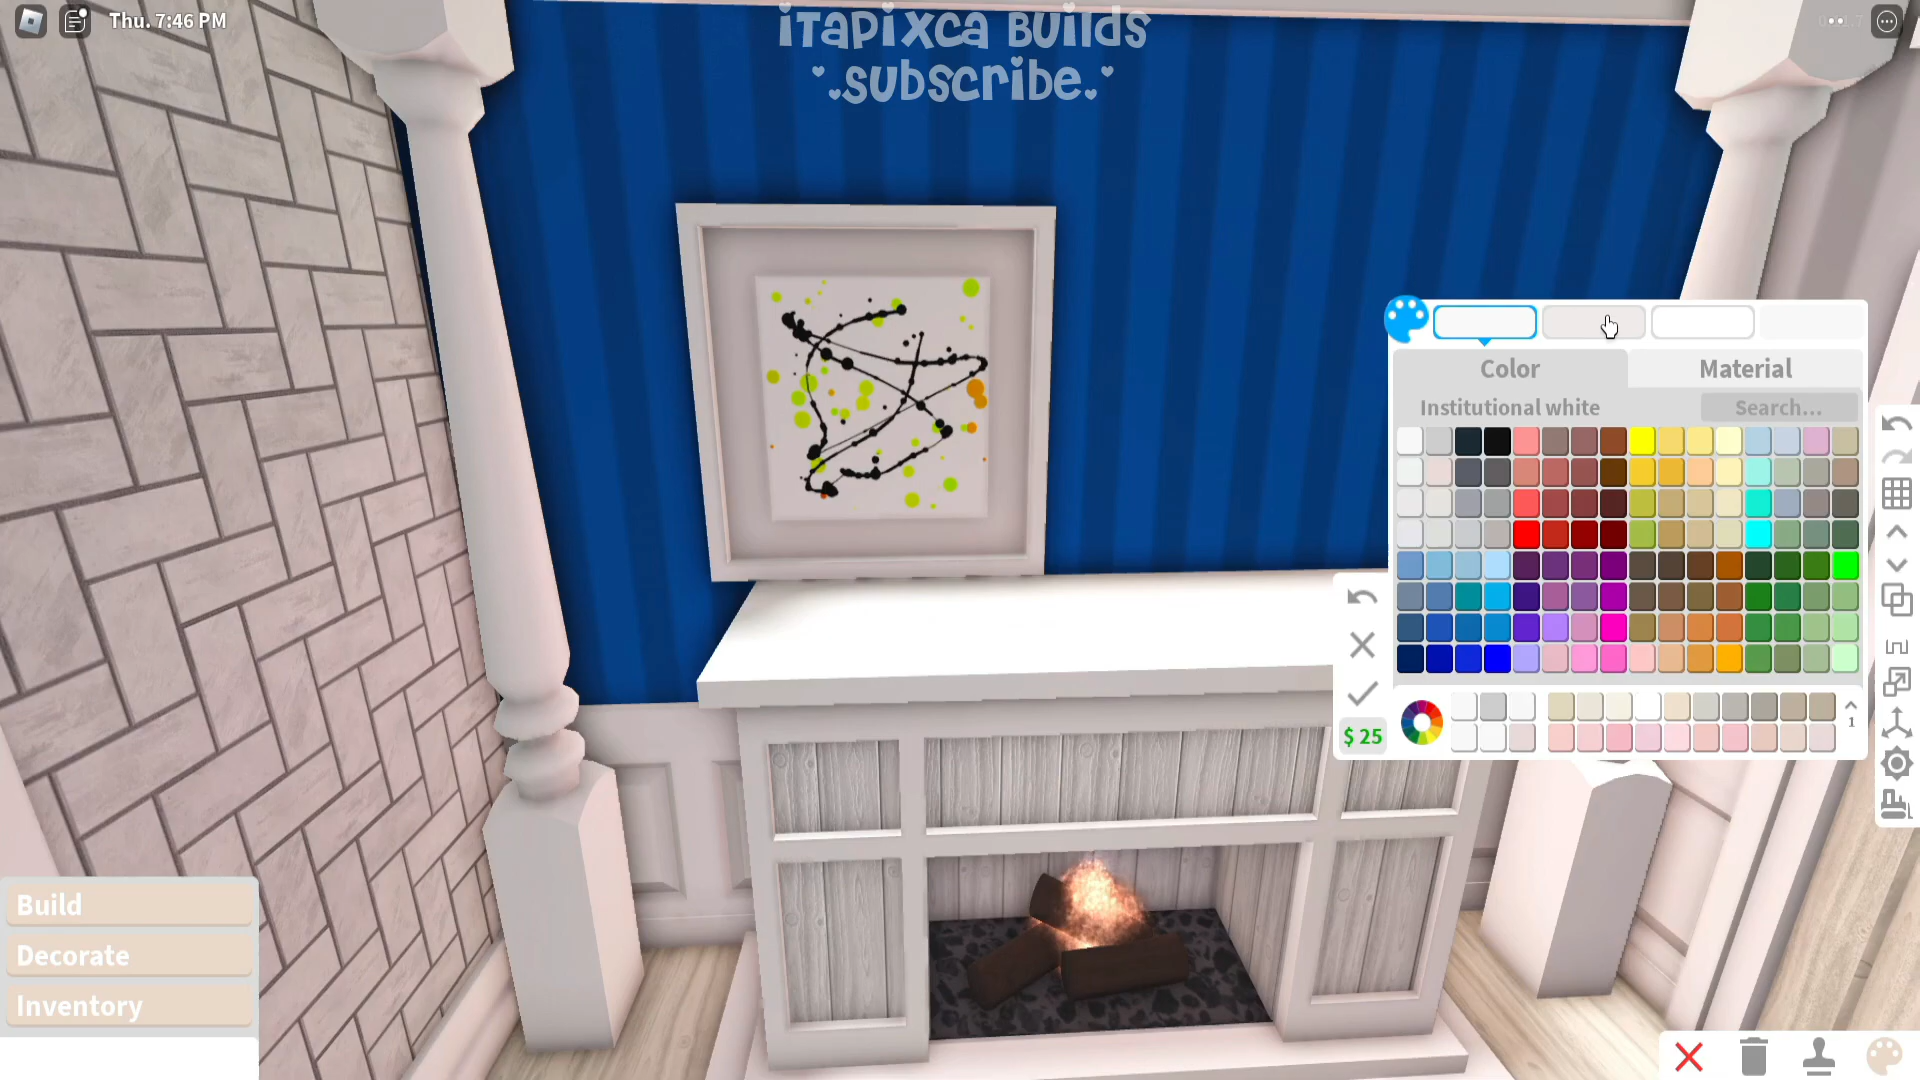 Thu. 7:46 PM
iTAPiXCA BUiLdS
.subscribe.
Color
Material
Institutional white
Search...
$ 25
1
Build
Decorate
Inventory